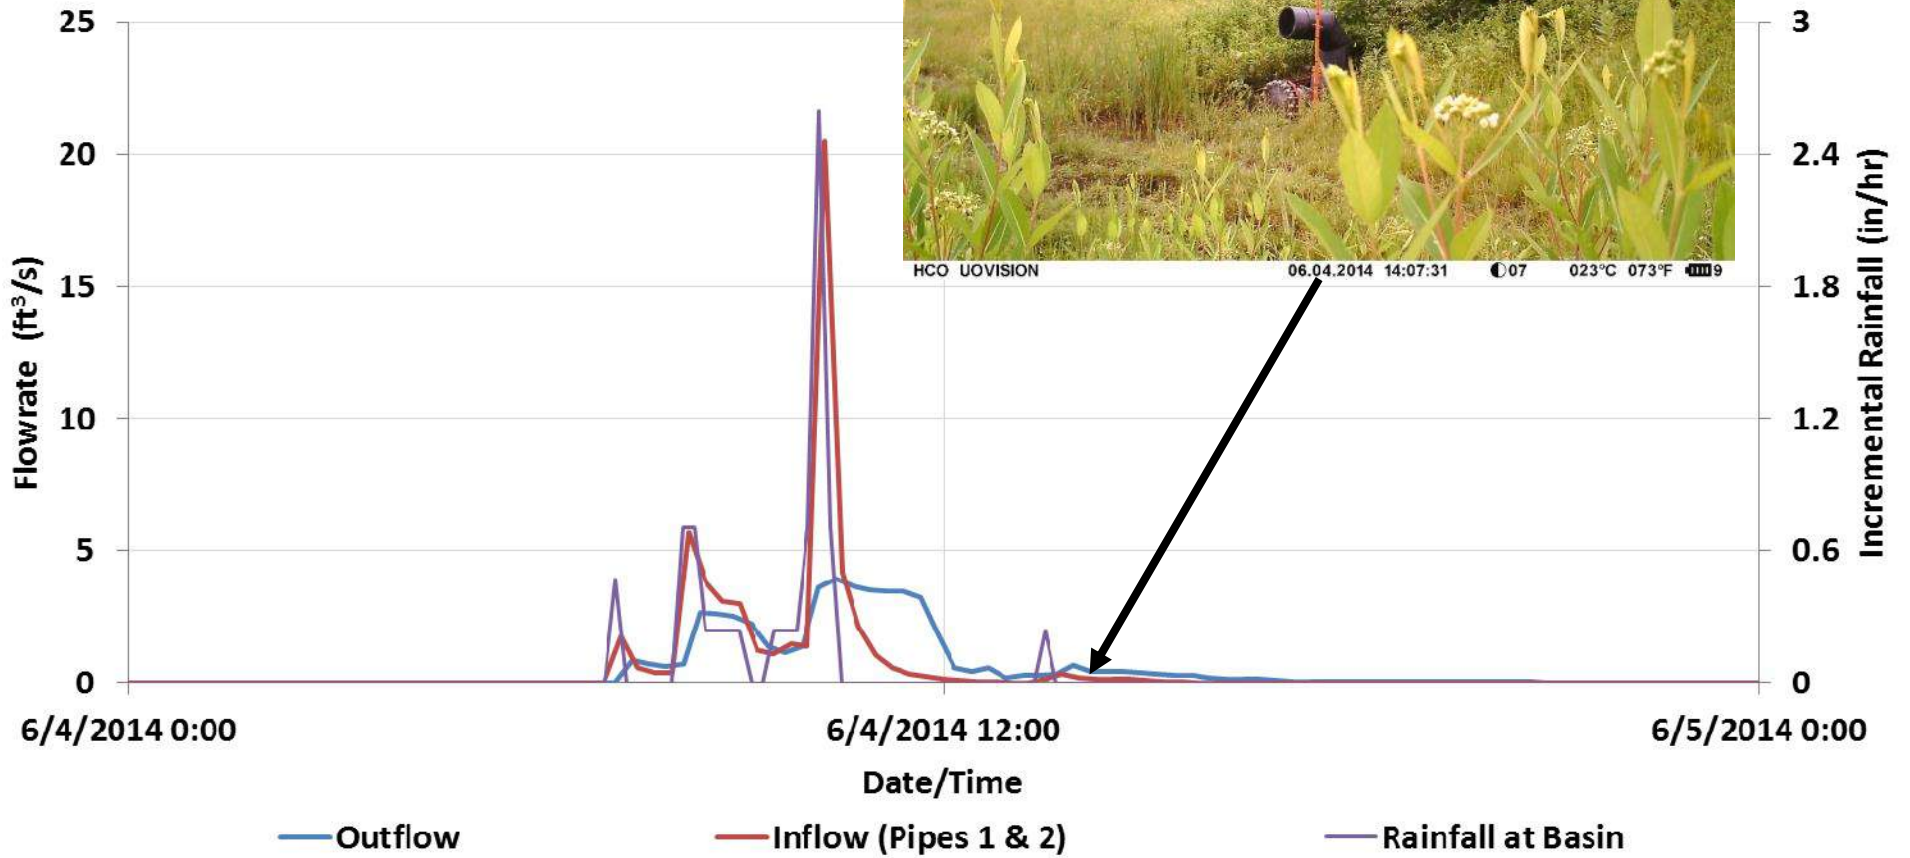 25
20
15
10
5
0
Flowrate (ft³/s)
3
2.4
1.8
1.2
0.6
0
Incremental Rainfall (in/hr)
HCO UOVISION 06.04.2014 14:07:31 07 023°C 073°F 9
6/4/2014 0:00 6/4/2014 12:00 6/5/2014 0:00
Date/Time
Outflow Inflow (Pipes 1 & 2) Rainfall at Basin